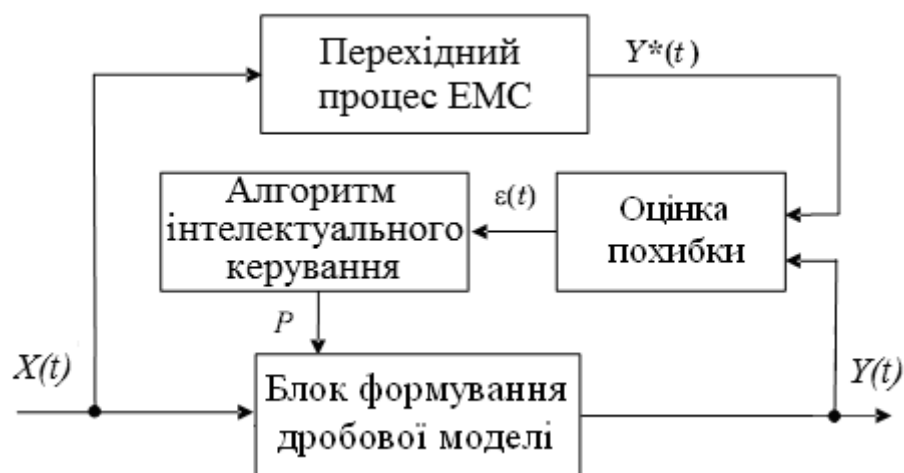 Перехідний
процес ЕМС
Y*(t)
Алгоритм
інтелектуального
керування
ε(t)
Оцінка
похибки
P
X(t)
Блок формування
дробової моделі
Y(t)